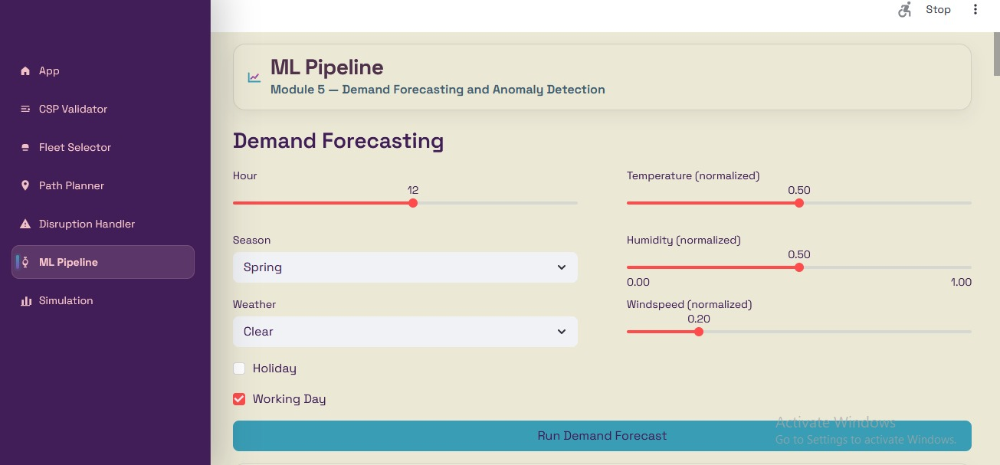 Stop
App
CSP Validator
Fleet Selector
Path Planner
Disruption Handler
ML Pipeline
Simulation
ML Pipeline
Module 5 — Demand Forecasting and Anomaly Detection
Demand Forecasting
Hour
12
Season
Spring
Weather
Clear
Holiday
Working Day
Temperature (normalized)
0.50
Humidity (normalized)
0.50
0.00 1.00
Windspeed (normalized)
0.20
Run Demand Forecast
Activate Windows
Go to Settings to activate Windows.